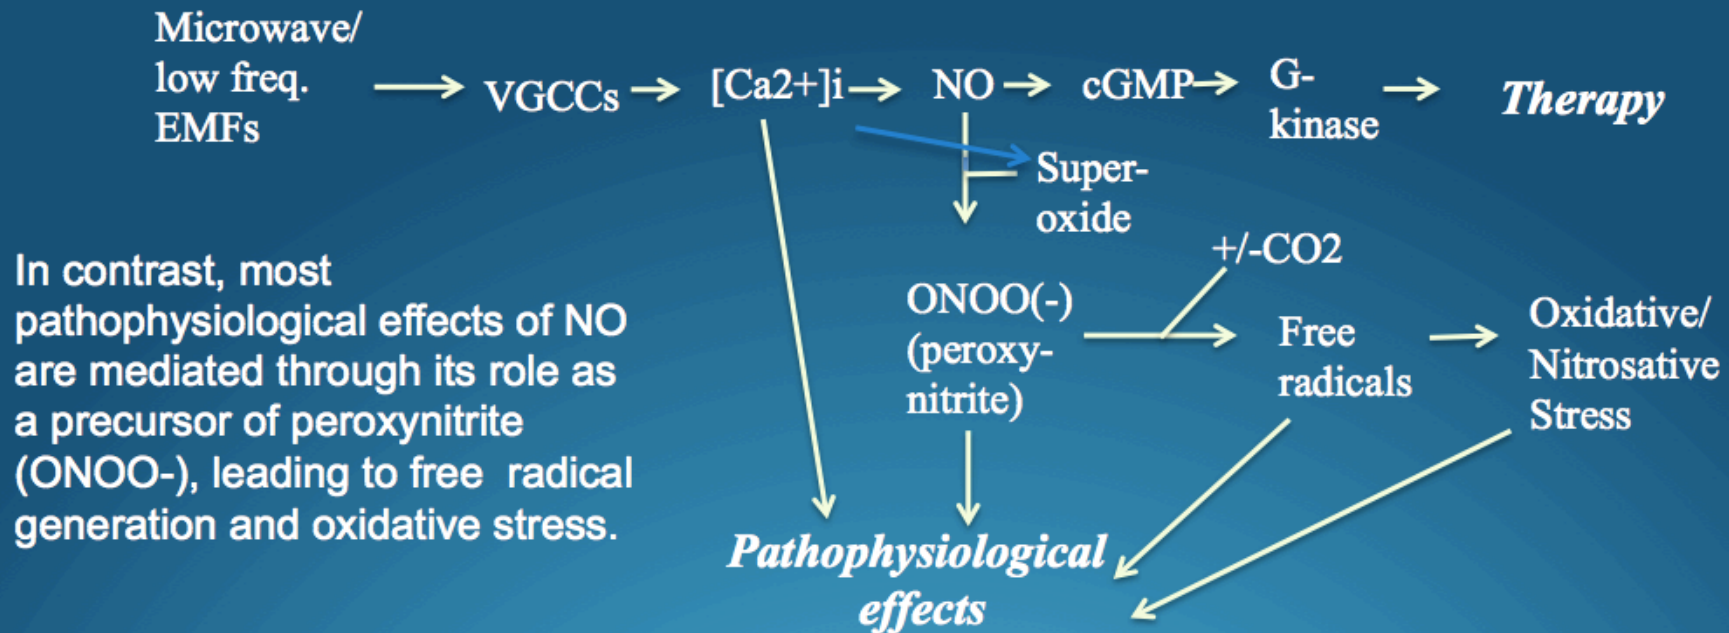 Microwave/
low freq.
EMFs
VGCCs
[Ca2+]i
NO
cGMP
G-
kinase
Therapy
Super-
oxide
+/-CO2
In contrast, most
pathophysiological effects of NO
are mediated through its role as
a precursor of peroxynitrite
(ONOO-), leading to free  radical
generation and oxidative stress.
ONOO(-)
(peroxy-
nitrite)
Free
radicals
Oxidative/
Nitrosative
Stress
Pathophysiological
effects